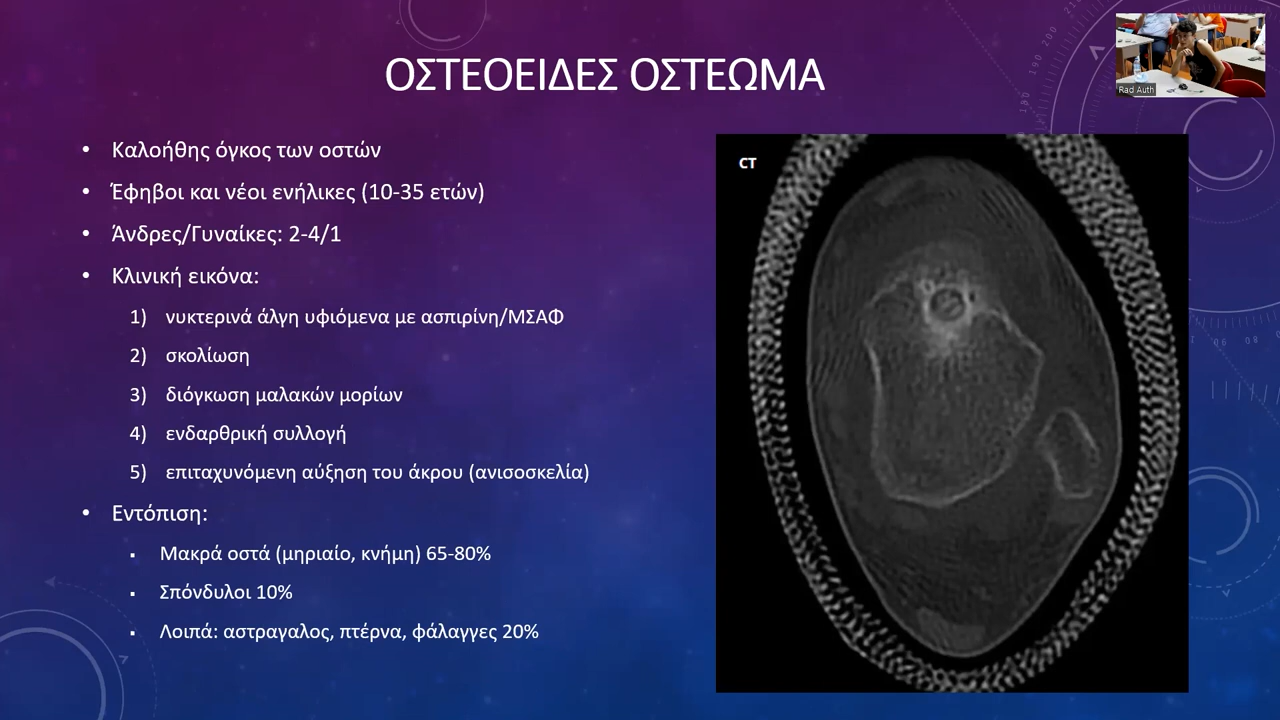 ΟΣΤΕΟΕΙΔΕΣ ΟΣΤΕΩΜΑ
Rad Auth
• Καλοήθης όγκος των οστών
• Έφηβοι και νέοι ενήλικες (10-35 ετών)
• Άνδρες/Γυναίκες: 2-4/1
• Κλινική εικόνα:
1) νυκτερινά άλγη υφιόμενα με ασπιρίνη/ΜΣΑΦ
2) σκολίωση
3) διόγκωση μαλακών μορίων
4) ενδαρθρική συλλογή
5) επιταχυνόμενη αύξηση του άκρου (ανισοσκελία)
• Εντόπιση:
▪ Μακρά οστά (μηριαίο, κνήμη) 65-80%
▪ Σπόνδυλοι 10%
▪ Λοιπά: αστραγαλος, πτέρνα, φάλαγγες 20%
CT